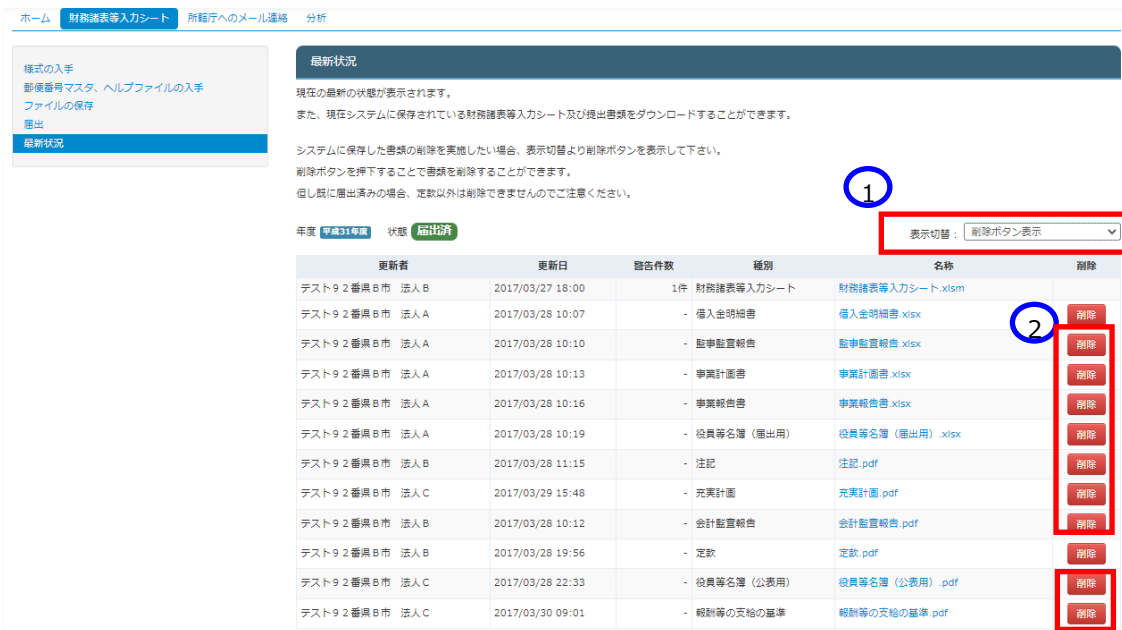 ホーム 財務諸表等入力シート 所轄庁へのメール連絡 分析
様式の入手
郵便番号マスタ、ヘルプファイルの入手
ファイルの保存
届出
最新状況
最新状況
現在の最新の状態が表示されます。
また、現在システムに保存されている財務諸表等入力シート及び提出書類をダウンロードすることができます。
システムに保存した書類の削除を実施したい場合、表示切替より削除ボタンを表示して下さい。
削除ボタンを押下することで書類を削除することができます。
但し既に届出済みの場合、定款以外は削除できませんのでご注意ください。
1
年度 平成31年度 状態 届出済 表示切替： 削除ボタン表示
更新者 更新日 警告件数 種別 名称 削除
テスト９２番県Ｂ市 法人Ｂ 2017/03/27 18:00 1件 財務諸表等入力シート 財務諸表等入力シート.xlsm
テスト９２番県Ｂ市 法人Ａ 2017/03/28 10:07 - 借入金明細書 借入金明細書.xlsx 削除
2
テスト９２番県Ｂ市 法人Ａ 2017/03/28 10:10 - 監事監査報告 監事監査報告.xlsx 削除
テスト９２番県Ｂ市 法人Ａ 2017/03/28 10:13 - 事業計画書 事業計画書.xlsx 削除
テスト９２番県Ｂ市 法人Ａ 2017/03/28 10:16 - 事業報告書 事業報告書.xlsx 削除
テスト９２番県Ｂ市 法人Ａ 2017/03/28 10:19 - 役員等名簿（届出用） 役員等名簿（届出用）.xlsx 削除
テスト９２番県Ｂ市 法人Ｂ 2017/03/28 11:15 - 注記 注記.pdf 削除
テスト９２番県Ｂ市 法人Ｃ 2017/03/29 15:48 - 充実計画 充実計画.pdf 削除
テスト９２番県Ｂ市 法人Ｂ 2017/03/28 10:12 - 会計監査報告 会計監査報告.pdf 削除
テスト９２番県Ｂ市 法人Ｂ 2017/03/28 19:56 - 定款 定款.pdf 削除
テスト９２番県Ｂ市 法人Ｃ 2017/03/28 22:33 - 役員等名簿（公表用） 役員等名簿（公表用）.pdf 削除
テスト９２番県Ｂ市 法人Ｃ 2017/03/30 09:01 - 報酬等の支給の基準 報酬等の支給の基準.pdf 削除